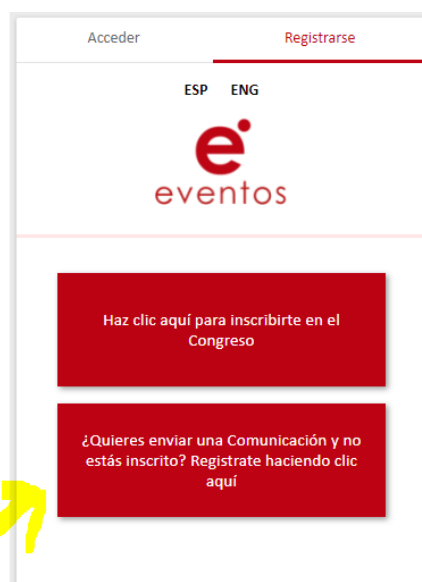 Acceder Registrarse
ESP ENG
e
eventos
Haz clic aquí para inscribirte en el
Congreso
¿Quieres enviar una Comunicación y no
estás inscrito? Registrate haciendo clic
aquí